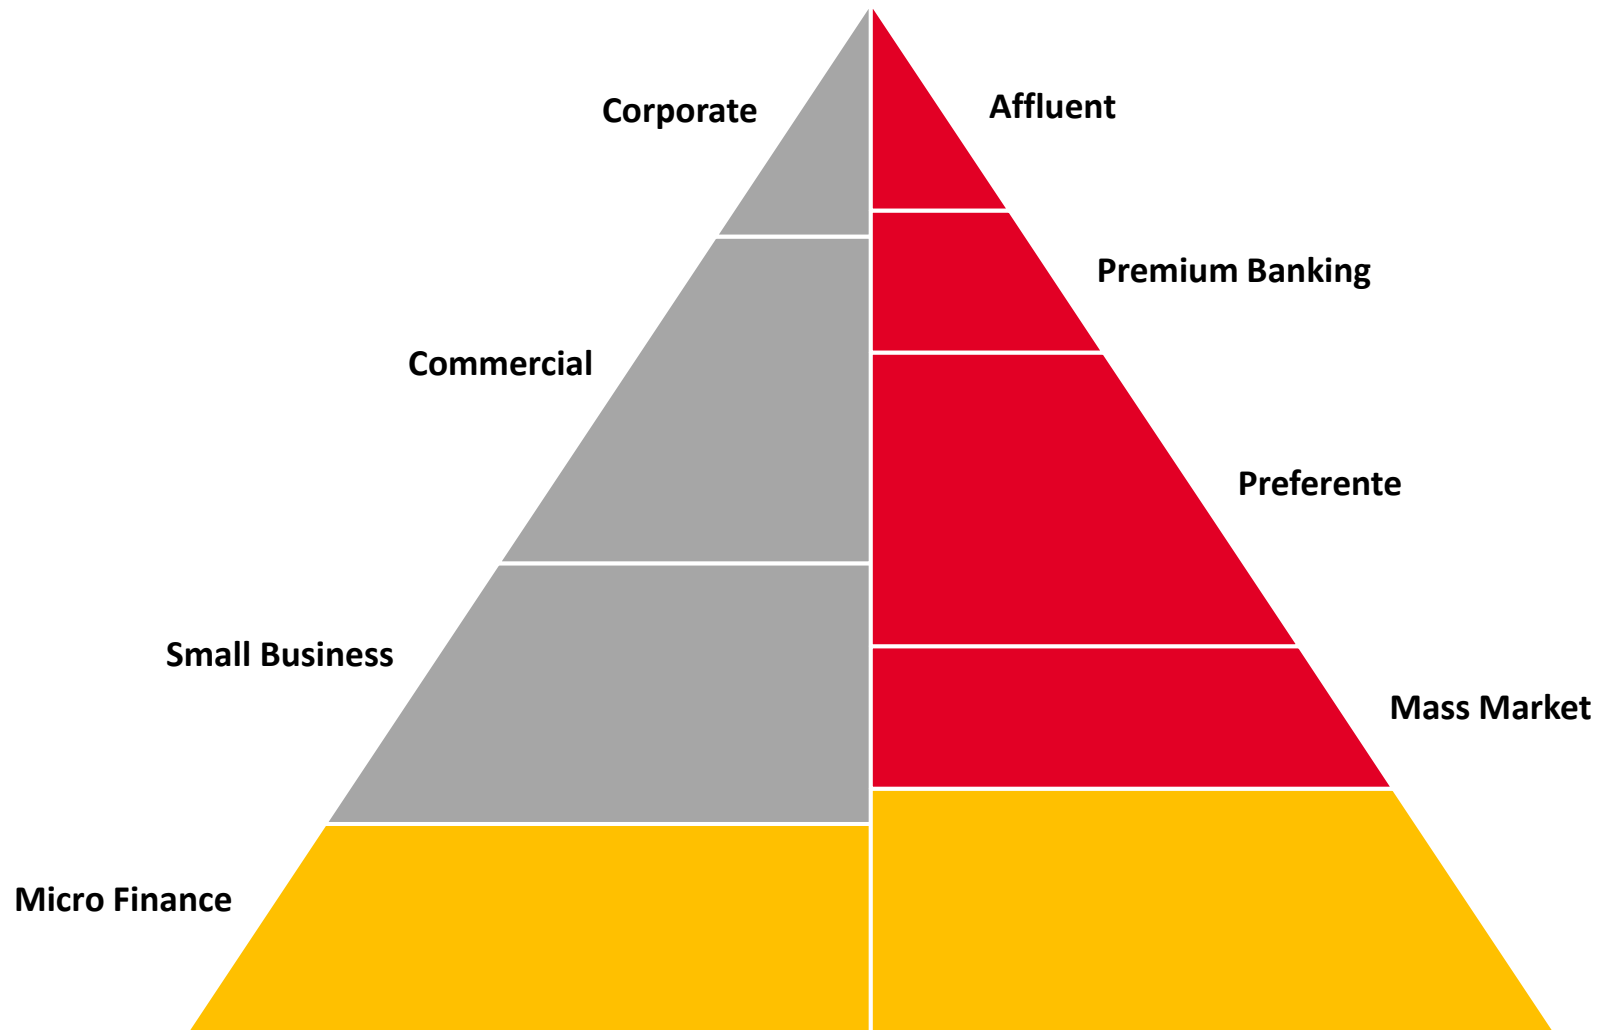 Corporate
Affluent
Premium Banking
Commercial
Preferente
Small Business
Mass Market
Micro Finance